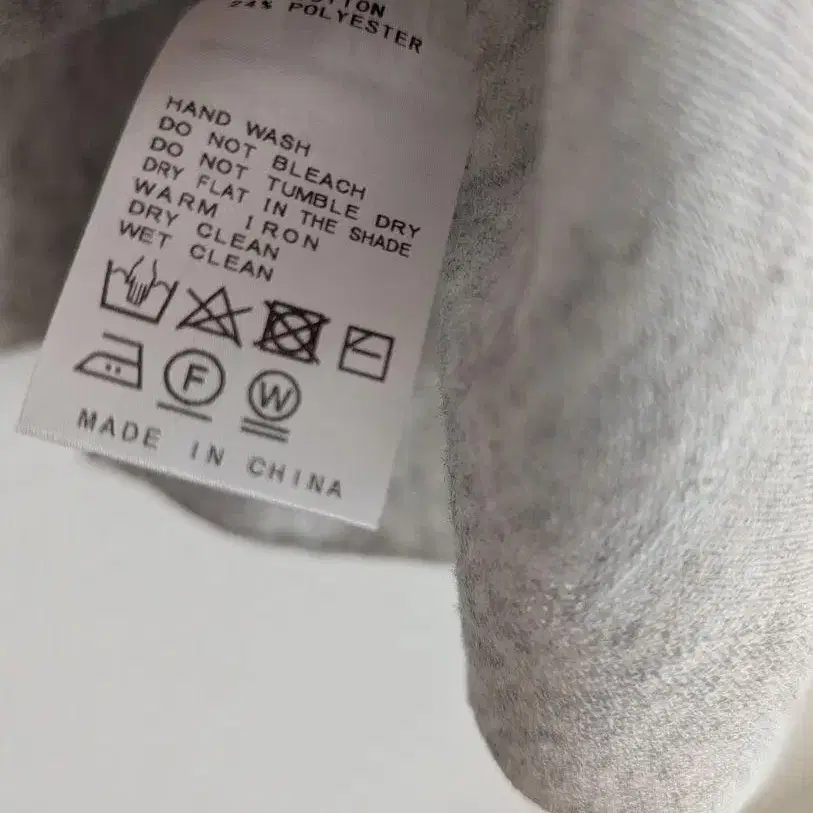 24% POLYESTER
HAND WASH
DO NOT BLEACH
DO NOT TUMBLE DRY
DRY FLAT IN THE SHADE
WARM IRON
DRY CLEAN
WET CLEAN
F
W
MADE IN CHINA